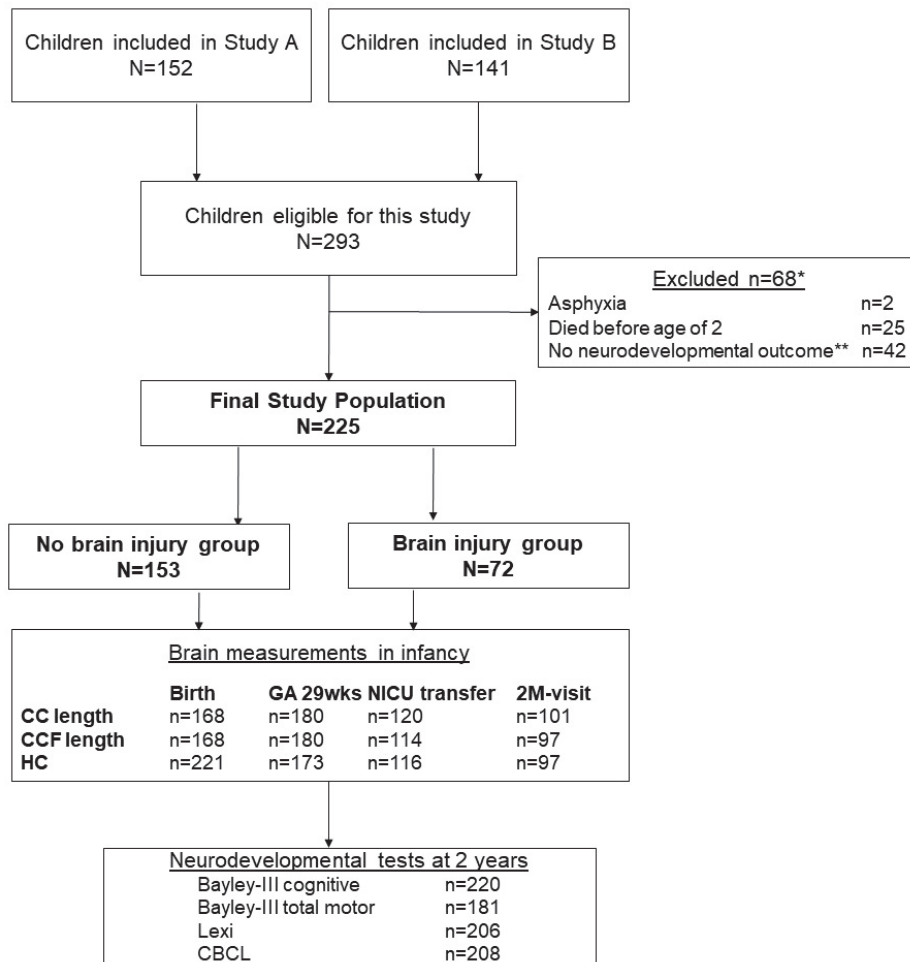 Children included in Study A
N=152
Children included in Study B
N=141
Children eligible for this study
N=293
Excluded n=68*
Asphyxia n=2
Died before age of 2 n=25
No neurodevelopmental outcome** n=42
Final Study Population
N=225
No brain injury group
N=153
Brain injury group
N=72
Brain measurements in infancy
Birth GA 29wks NICU transfer 2M-visit
CC length n=168 n=180 n=120 n=101
CCF length n=168 n=180 n=114 n=97
HC n=221 n=173 n=116 n=97
Neurodevelopmental tests at 2 years
Bayley-III cognitive n=220
Bayley-III total motor n=181
Lexi n=206
CBCL n=208